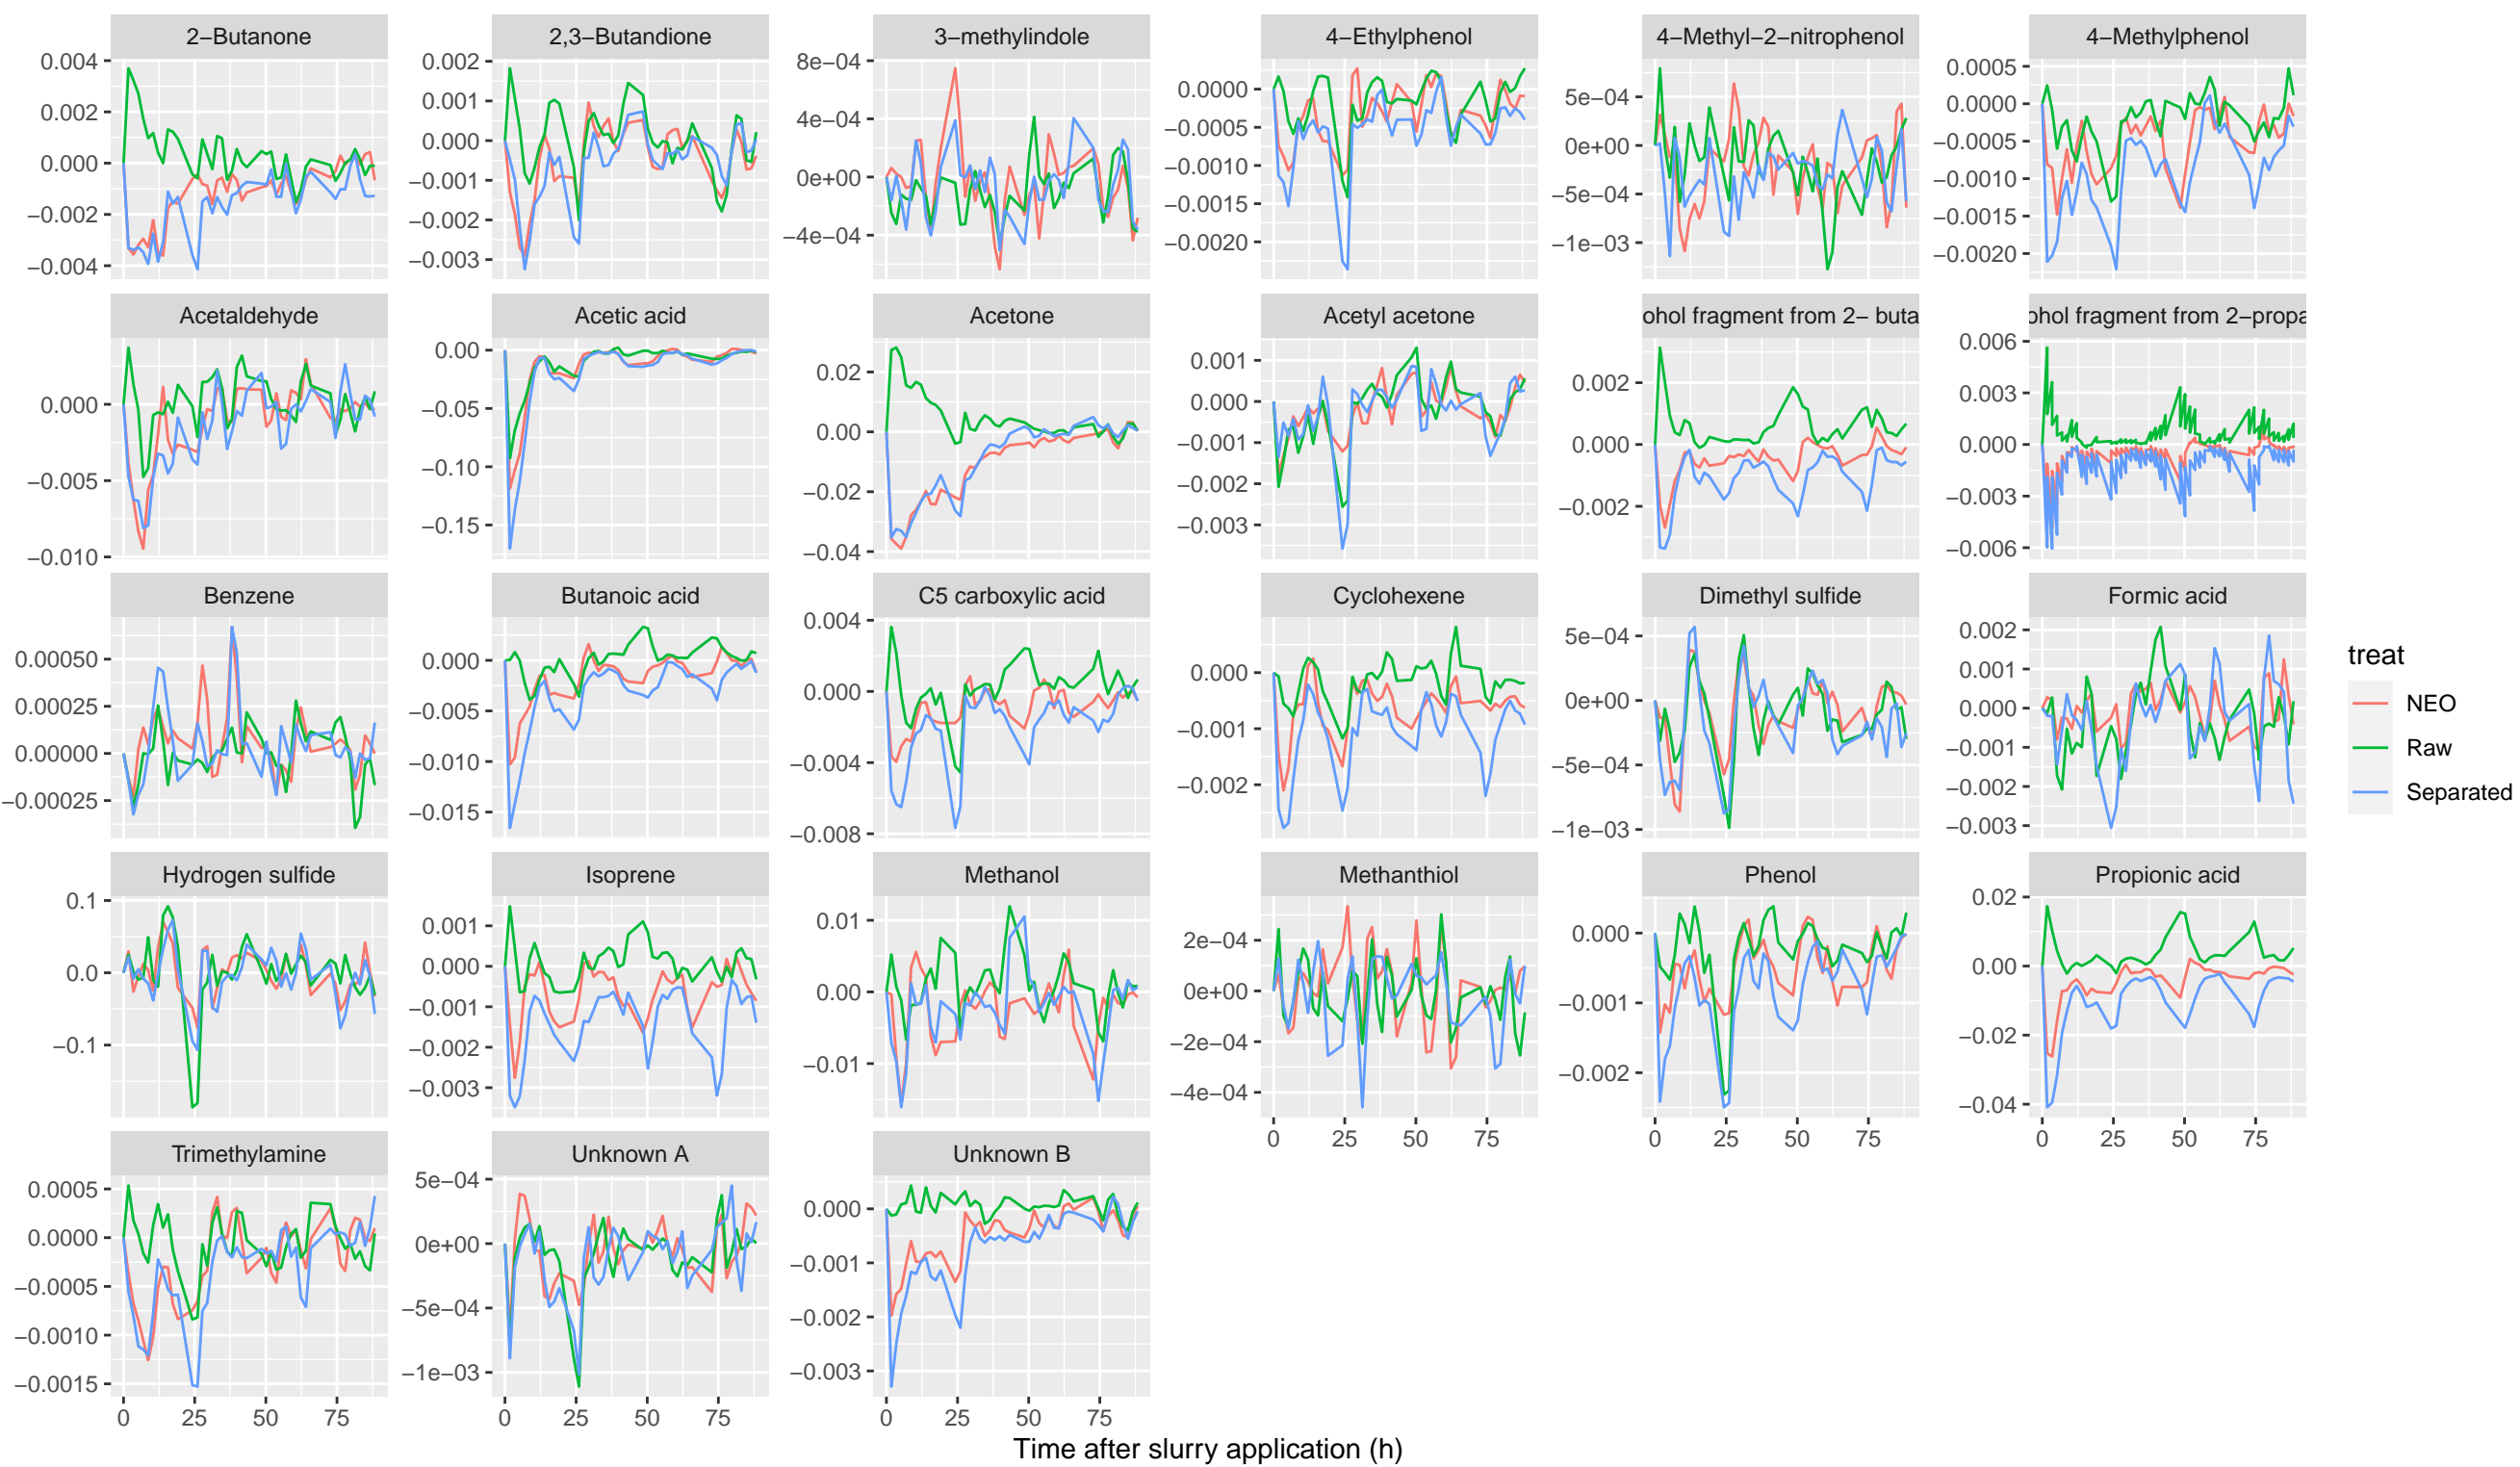 2−Butanone
2,3−Butandione
3−methylindole
4−Ethylphenol
4−Methyl−2−nitrophenol
4−Methylphenol
0.004
0.002
0.000
−0.002
−0.004
0.002
0.001
0.000
−0.001
−0.002
−0.003
8e−04
4e−04
0e+00
−4e−04
0.0000
−0.0005
−0.0010
−0.0015
−0.0020
5e−04
0e+00
−5e−04
−1e−03
0.0005
0.0000
−0.0005
−0.0010
−0.0015
−0.0020
Acetaldehyde
Acetic acid
Acetone
Acetyl acetone
ohol fragment from 2− buta
ohol fragment from 2−propa
0.000
−0.005
−0.010
0.00
−0.05
−0.10
−0.15
0.02
0.00
−0.02
−0.04
0.001
0.000
−0.001
−0.002
−0.003
0.002
0.000
−0.002
0.006
0.003
0.000
−0.003
−0.006
Benzene
Butanoic acid
C5 carboxylic acid
Cyclohexene
Dimethyl sulfide
Formic acid
0.00050
0.00025
0.00000
−0.00025
0.000
−0.005
−0.010
−0.015
0.004
0.000
−0.004
−0.008
0.000
−0.001
−0.002
5e−04
0e+00
−5e−04
−1e−03
0.002
0.001
0.000
−0.001
−0.002
−0.003
treat
NEO
Raw
Separated
Hydrogen sulfide
Isoprene
Methanol
Methanthiol
Phenol
Propionic acid
0.1
0.0
−0.1
0.001
0.000
−0.001
−0.002
−0.003
0.01
0.00
−0.01
2e−04
0e+00
−2e−04
−4e−04
0.000
−0.001
−0.002
0.02
0.00
−0.02
−0.04
0 25 50 75
0 25 50 75
0 25 50 75
Trimethylamine
Unknown A
Unknown B
0.0005
0.0000
−0.0005
−0.0010
−0.0015
5e−04
0e+00
−5e−04
−1e−03
0.000
−0.001
−0.002
−0.003
0 25 50 75
0 25 50 75
0 25 50 75
Time after slurry application (h)